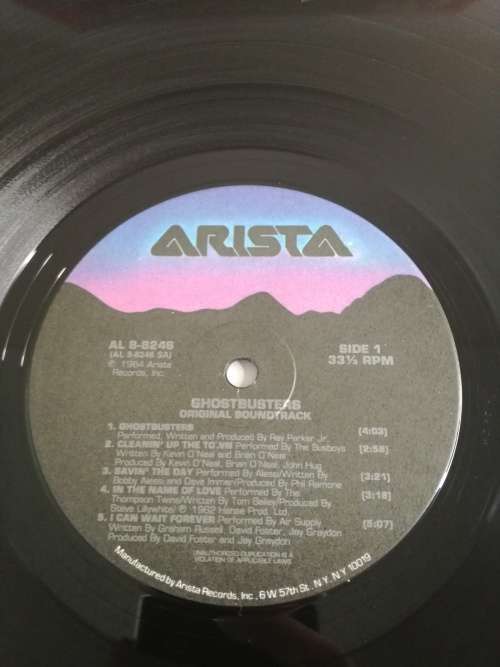 ARISTA
AL 8-8246
(AL 8-8246 SA)
℗ 1984 Arista
Records, Inc.
SIDE 1
33⅓ RPM
GHOSTBUSTERS
ORIGINAL SOUNDTRACK
1. GHOSTBUSTERS [4:03]
Performed, Written and Produced By Ray Parker Jr.
2. CLEANIN' UP THE TOWN Performed By The Busboys [2:58]
Written By Kevin O'Neal and Brian O'Neal
Produced By Kevin O'Neal, Brian O'Neal, John Hug
3. SAVIN' THE DAY Performed By Alessi/Written By [3:21]
Bobby Alessi and Dave Immer/Produced By Phil Ramone
4. IN THE NAME OF LOVE Performed By The [3:18]
Thompson Twins/Written By Tom Bailey/Produced By
Steve Lillywhite/ ℗ 1982 Hansa Prod. Ltd.
5. I CAN WAIT FOREVER Performed By Air Supply [5:07]
Written By Graham Russell, David Foster, Jay Graydon
Produced By David Foster and Jay Graydon
UNAUTHORIZED DUPLICATION IS A
VIOLATION OF APPLICABLE LAWS
Manufactured by Arista Records, Inc., 6 W. 57th St. N.Y. N.Y. 10019